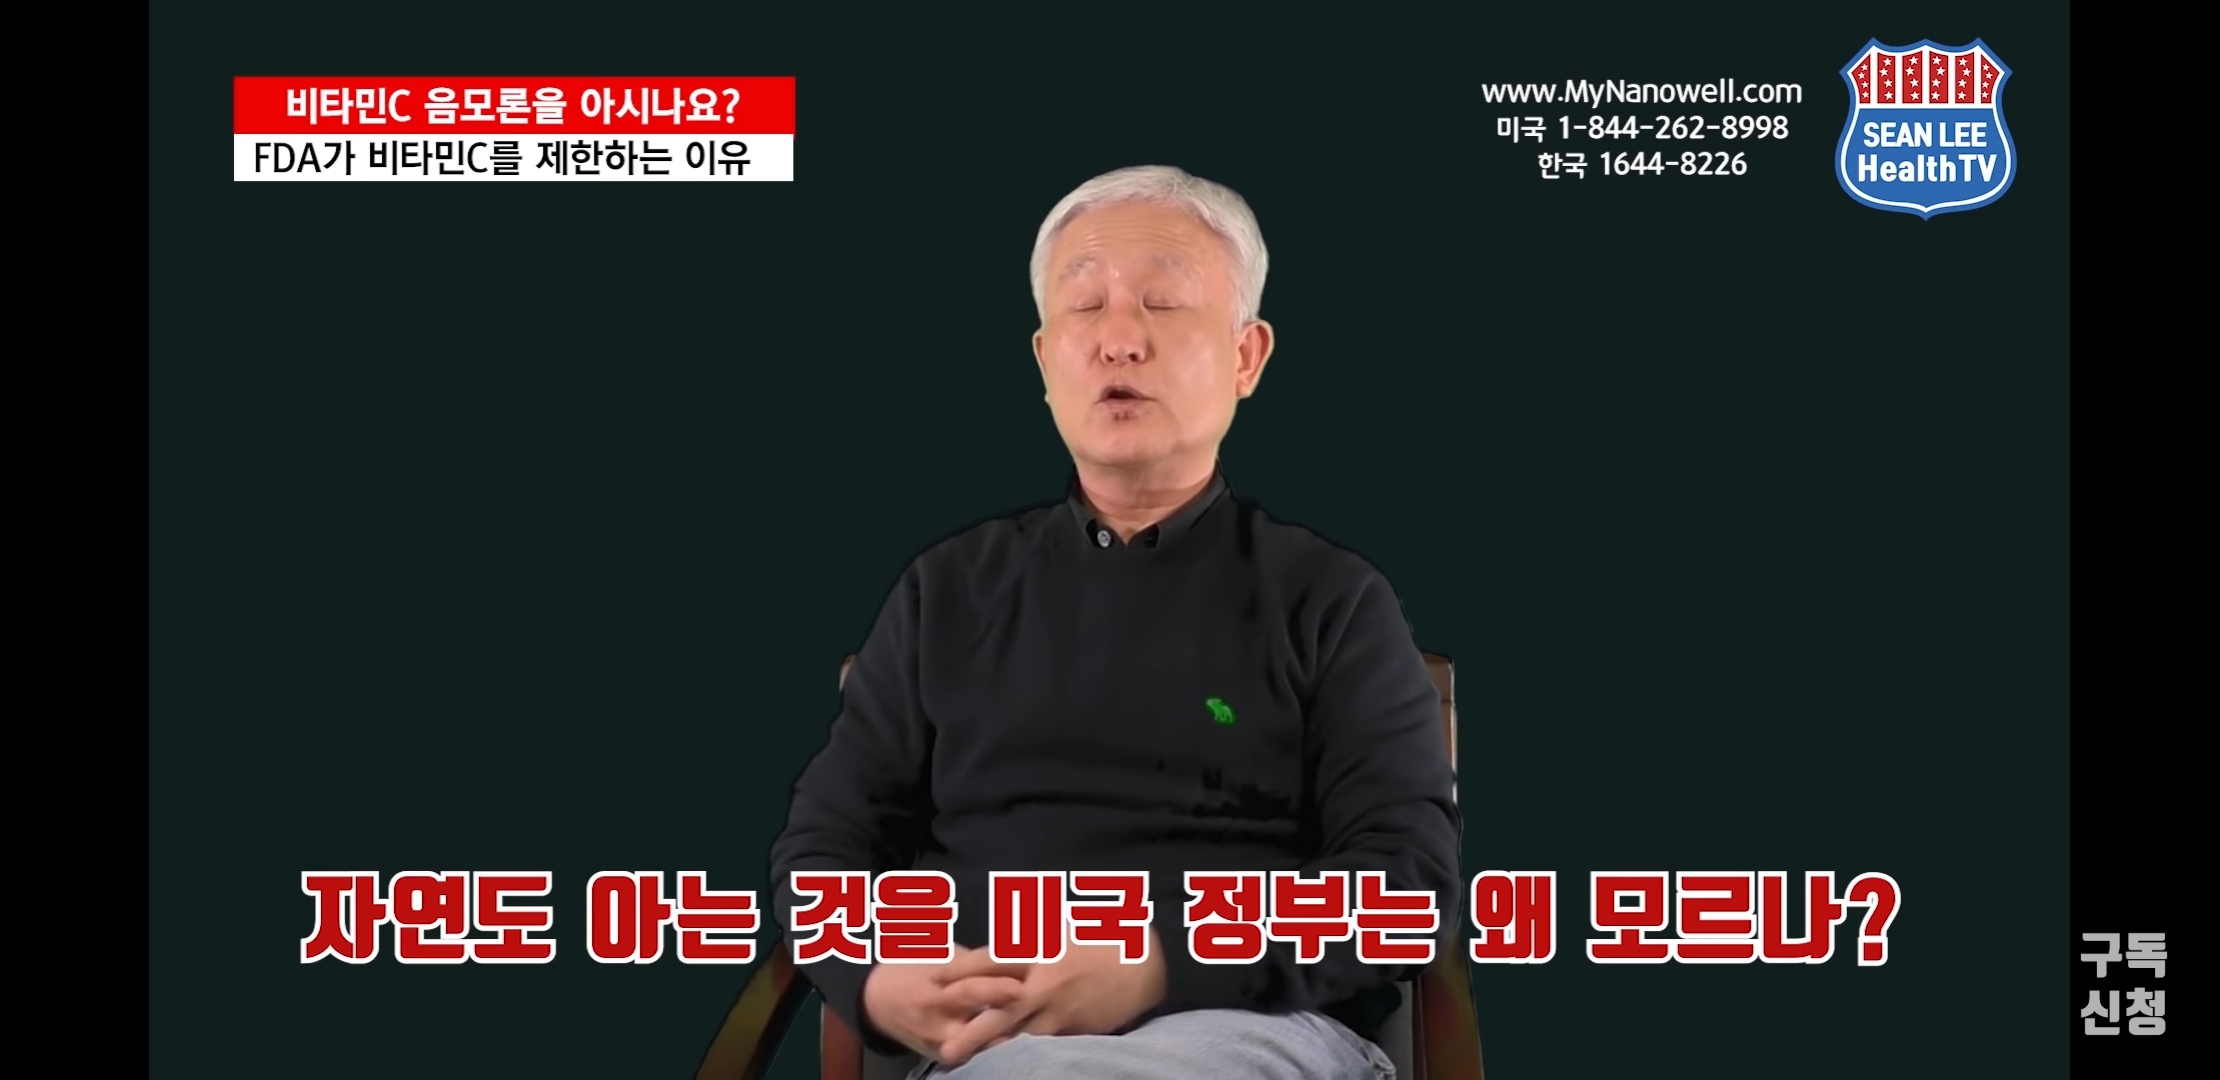 비타민C 음모론을 아시나요?
FDA가 비타민C를 제한하는 이유
www.MyNanowell.com
미국 1-844-262-8998
한국 1644-8226
SEAN LEE
HealthTV
자연도 아는 것을 미국 정부는 왜 모르나?
구독
신청